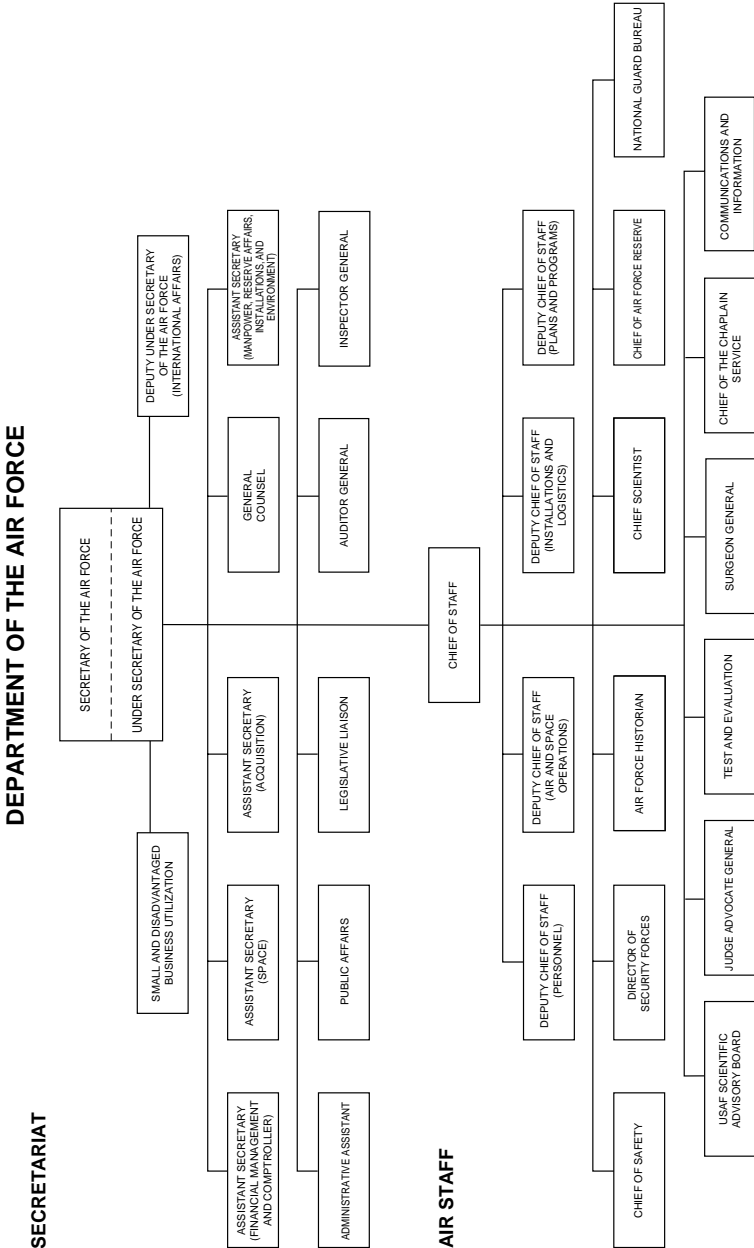 DEPARTMENT OF THE AIR FORCE
SECRETARIAT
SECRETARY OF THE AIR FORCE
UNDER SECRETARY OF THE AIR FORCE
SMALL AND DISADVANTAGED
BUSINESS UTILIZATION
DEPUTY UNDER SECRETARY
OF THE AIR FORCE
(INTERNATIONAL AFFAIRS)
ASSISTANT SECRETARY
(FINANCIAL MANAGEMENT
AND COMPTROLLER)
ASSISTANT SECRETARY
(SPACE)
ASSISTANT SECRETARY
(ACQUISITION)
GENERAL
COUNSEL
ASSISTANT SECRETARY
(MANPOWER, RESERVE AFFAIRS,
INSTALLATIONS, AND
ENVIRONMENT)
ADMINISTRATIVE ASSISTANT
PUBLIC AFFAIRS
LEGISLATIVE LIAISON
AUDITOR GENERAL
INSPECTOR GENERAL
AIR STAFF
CHIEF OF STAFF
DEPUTY CHIEF OF STAFF
(PERSONNEL)
DEPUTY CHIEF OF STAFF
(AIR AND SPACE
OPERATIONS)
DEPUTY CHIEF OF STAFF
(INSTALLATIONS AND
LOGISTICS)
DEPUTY CHIEF OF STAFF
(PLANS AND PROGRAMS)
CHIEF OF SAFETY
DIRECTOR OF
SECURITY FORCES
AIR FORCE HISTORIAN
CHIEF SCIENTIST
CHIEF OF AIR FORCE RESERVE
NATIONAL GUARD BUREAU
USAF SCIENTIFIC
ADVISORY BOARD
JUDGE ADVOCATE GENERAL
TEST AND EVALUATION
SURGEON GENERAL
CHIEF OF THE CHAPLAIN
SERVICE
COMMUNICATIONS AND
INFORMATION